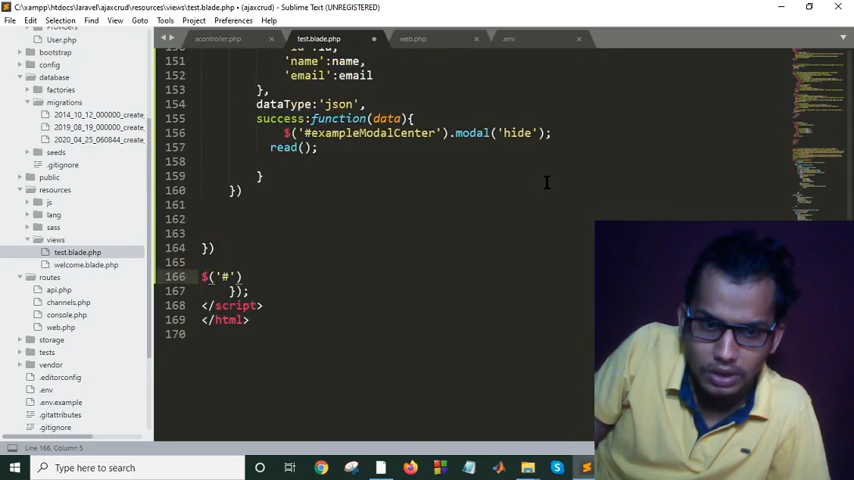 C:\xampp\htdocs\laravel\ajaxcrud\resources\views\test.blade.php • (ajaxcrud) - Sublime Text (UNREGISTERED)
File Edit Selection Find View Goto Tools Project Preferences Help
acontroller.php × test.blade.php web.php × .env ×
Providers
User.php
bootstrap
config
database
factories
migrations
2014_10_12_000000_create_
2019_08_19_000000_create_
2020_04_25_060844_create_
seeds
.gitignore
public
resources
js
lang
sass
views
test.blade.php
welcome.blade.php
routes
api.php
channels.php
console.php
web.php
storage
tests
vendor
.editorconfig
.env
.env.example
.gitattributes
.gitignore
150 'id':id,
151 'name':name,
152 'email':email
153 },
154 dataType:'json',
155 success:function(data){
156 $('#exampleModalCenter').modal('hide');
157 read();
158
159 }
160 })
161
162
163
164 })
165
166 $('#')
167 });
168 </script>
169 </html>
170
Line 166, Column 5
Type here to search